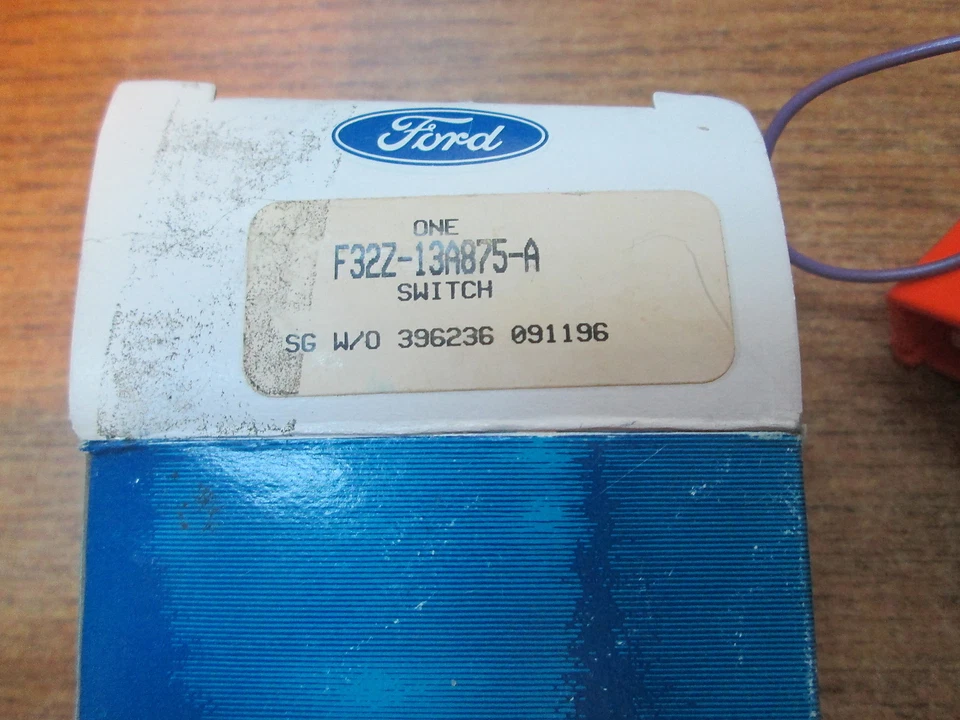 Ford
ONE
F32Z-13A875-A
SWITCH
SG W/O 396236 091196